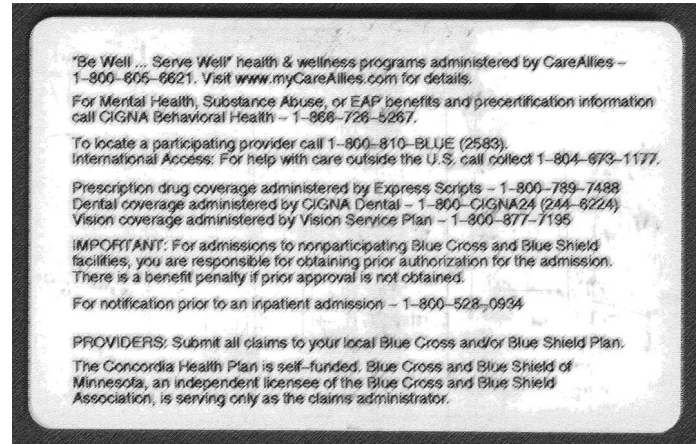 "Be Well ... Serve Well" health & wellness programs administered by CareAllies –
1–800–605–6621. Visit www.myCareAllies.com for details.
For Mental Health, Substance Abuse, or EAP benefits and precertification information
call CIGNA Behavioral Health – 1–866–726–5267.
To locate a participating provider call 1–800–810–BLUE (2583).
International Access: For help with care outside the U.S. call collect 1–804–673–1177.
Prescription drug coverage administered by Express Scripts – 1–800–789–7488
Dental coverage administered by CIGNA Dental – 1–800–CIGNA24 (244–6224)
Vision coverage administered by Vision Service Plan – 1–800–877–7195
IMPORTANT: For admissions to nonparticipating Blue Cross and Blue Shield
facilities, you are responsible for obtaining prior authorization for the admission.
There is a benefit penalty if prior approval is not obtained.
For notification prior to an inpatient admission – 1–800–528–0934
PROVIDERS: Submit all claims to your local Blue Cross and/or Blue Shield Plan.
The Concordia Health Plan is self–funded. Blue Cross and Blue Shield of
Minnesota, an independent licensee of the Blue Cross and Blue Shield
Association, is serving only as the claims administrator.